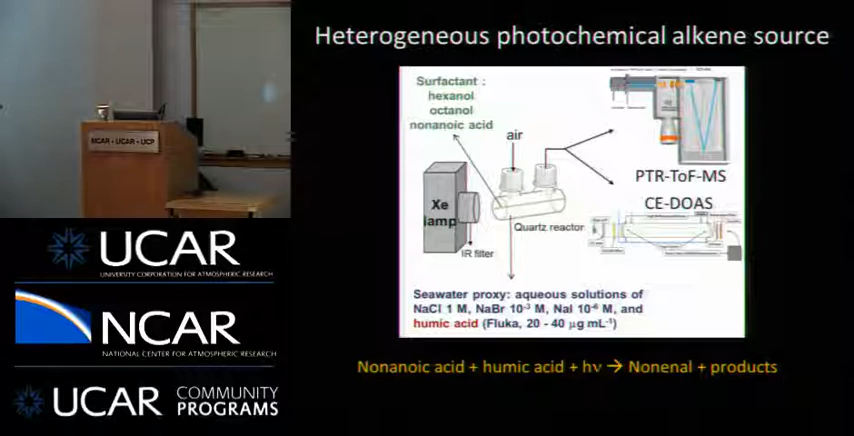 Heterogeneous photochemical alkene source
Surfactant :
hexanol
octanol
nonanoic acid
air
PTR-ToF-MS
CE-DOAS
Xe
lamp
Quartz reactor
IR filter
Seawater proxy: aqueous solutions of
NaCl 1 M, NaBr 10⁻³ M, NaI 10⁻⁶ M, and
humic acid (Fluka, 20 - 40 µg mL⁻¹)
Nonanoic acid + humic acid + hν → Nonenal + products
NCAR • UCAR • UCP
UCAR
UNIVERSITY CORPORATION FOR ATMOSPHERIC RESEARCH
NCAR
NATIONAL CENTER FOR ATMOSPHERIC RESEARCH
UCAR
COMMUNITY
PROGRAMS